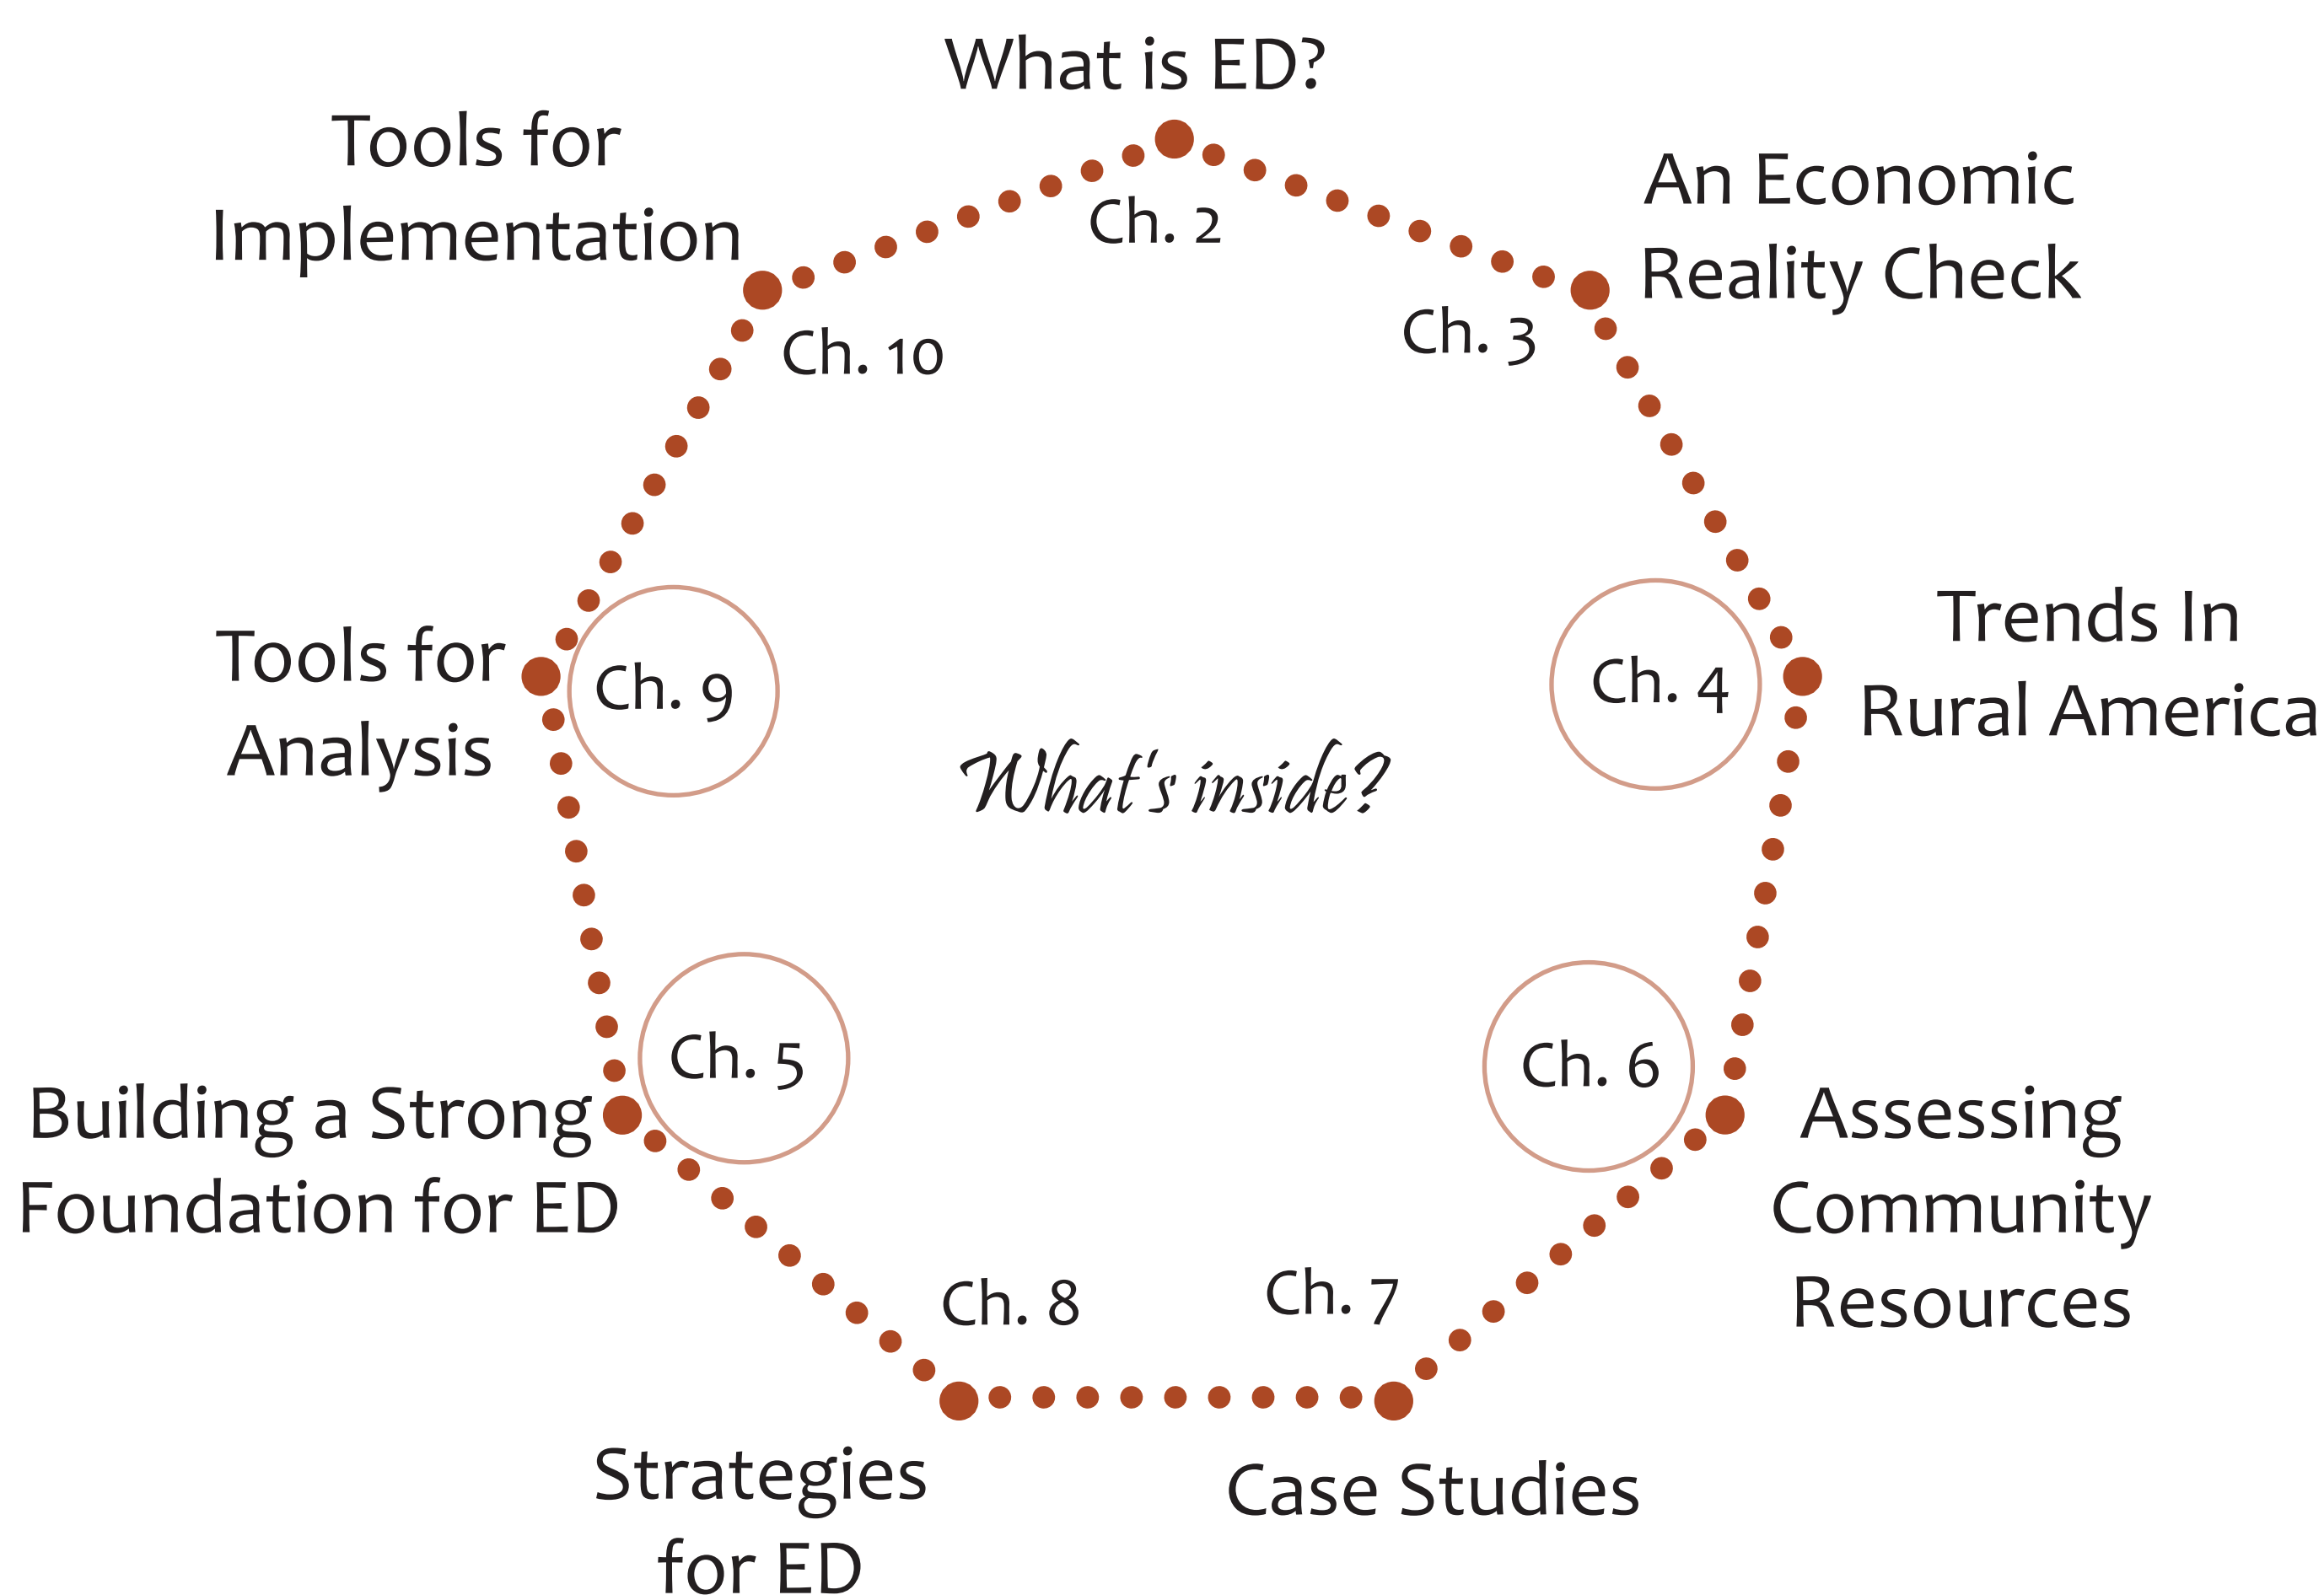 What is ED?
Ch. 2
An Economic
Reality Check
Ch. 3
Trends In
Rural America
Ch. 4
Assessing
Community
Resources
Ch. 6
Case Studies
Ch. 7
Strategies
for ED
Ch. 8
Building a Strong
Foundation for ED
Ch. 5
Tools for
Analysis
Ch. 9
Tools for
Implementation
Ch. 10
What's inside?